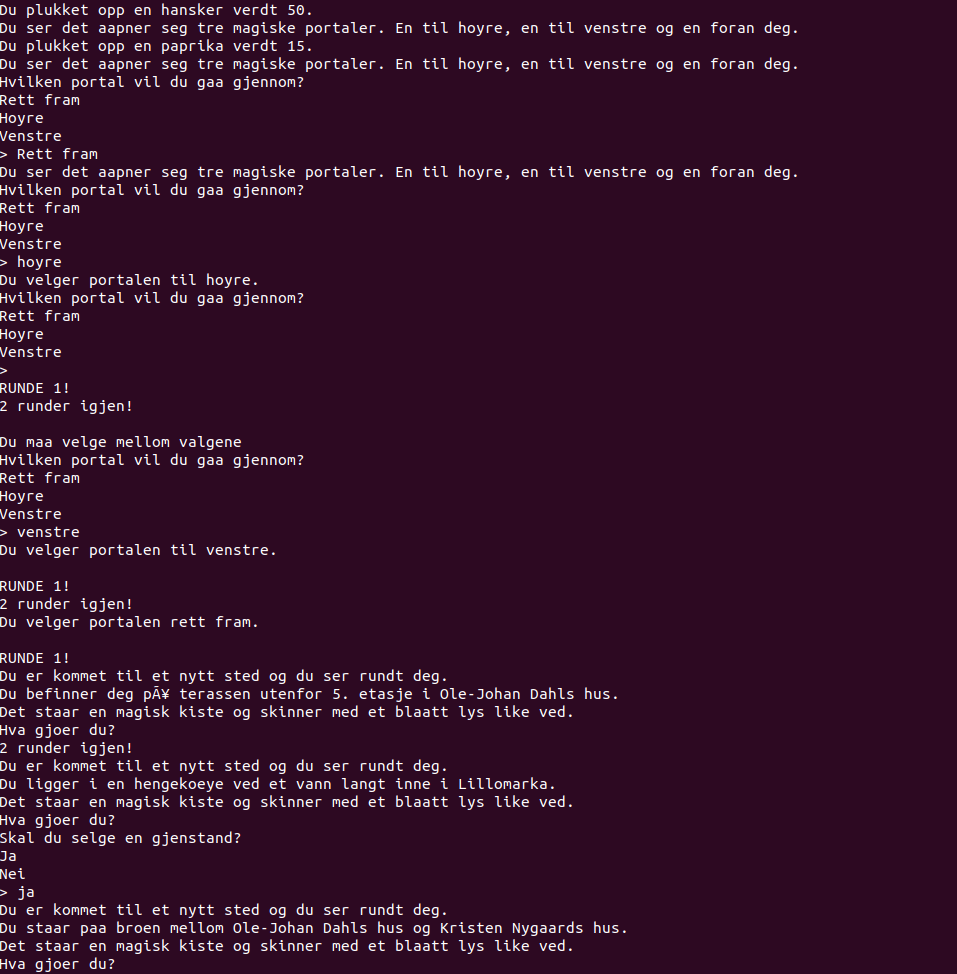 Du plukket opp en hansker verdt 50.
Du ser det aapner seg tre magiske portaler. En til hoyre, en til venstre og en foran deg.
Du plukket opp en paprika verdt 15.
Du ser det aapner seg tre magiske portaler. En til hoyre, en til venstre og en foran deg.
Hvilken portal vil du gaa gjennom?
Rett fram
Hoyre
Venstre
> Rett fram
Du ser det aapner seg tre magiske portaler. En til hoyre, en til venstre og en foran deg.
Hvilken portal vil du gaa gjennom?
Rett fram
Hoyre
Venstre
> hoyre
Du velger portalen til hoyre.
Hvilken portal vil du gaa gjennom?
Rett fram
Hoyre
Venstre
>
RUNDE 1!
2 runder igjen!

Du maa velge mellom valgene
Hvilken portal vil du gaa gjennom?
Rett fram
Hoyre
Venstre
> venstre
Du velger portalen til venstre.

RUNDE 1!
2 runder igjen!
Du velger portalen rett fram.

RUNDE 1!
Du er kommet til et nytt sted og du ser rundt deg.
Du befinner deg pÃ¥ terassen utenfor 5. etasje i Ole-Johan Dahls hus.
Det staar en magisk kiste og skinner med et blaatt lys like ved.
Hva gjoer du?
2 runder igjen!
Du er kommet til et nytt sted og du ser rundt deg.
Du ligger i en hengekoeye ved et vann langt inne i Lillomarka.
Det staar en magisk kiste og skinner med et blaatt lys like ved.
Hva gjoer du?
Skal du selge en gjenstand?
Ja
Nei
> ja
Du er kommet til et nytt sted og du ser rundt deg.
Du staar paa broen mellom Ole-Johan Dahls hus og Kristen Nygaards hus.
Det staar en magisk kiste og skinner med et blaatt lys like ved.
Hva gjoer du?